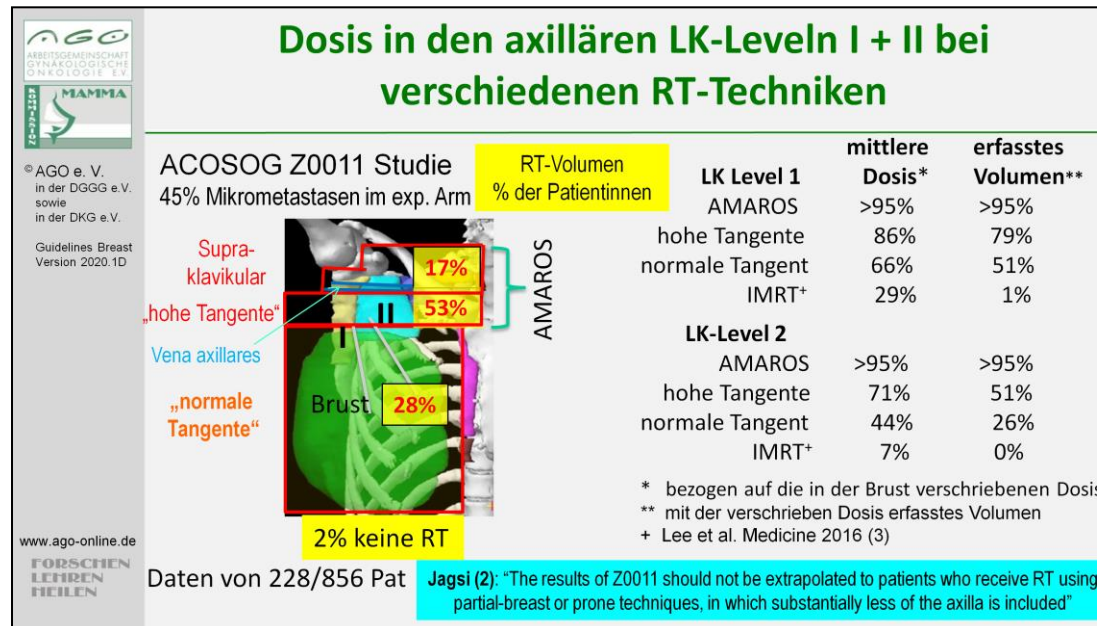 AGO
ARBEITSGEMEINSCHAFT
GYNÄKOLOGISCHE
ONKOLOGIE E.V.
KOMMISSION
MAMMA
© AGO e. V.
in der DGGG e.V.
sowie
in der DKG e.V.
Guidelines Breast
Version 2020.1D
www.ago-online.de
FORSCHEN
LEHREN
HEILEN
Dosis in den axillären LK-Leveln I + II bei
verschiedenen RT-Techniken
ACOSOG Z0011 Studie
45% Mikrometastasen im exp. Arm
RT-Volumen
% der Patientinnen
Supra-
klavikular
„hohe Tangente“
Vena axillares
„normale
Tangente“
17%
53%
II
I
Brust
28%
AMAROS
2% keine RT
Daten von 228/856 Pat
mittlere erfasstes
LK Level 1 Dosis* Volumen**
AMAROS >95% >95%
hohe Tangente 86% 79%
normale Tangent 66% 51%
IMRT+ 29% 1%
LK-Level 2
AMAROS >95% >95%
hohe Tangente 71% 51%
normale Tangent 44% 26%
IMRT+ 7% 0%
* bezogen auf die in der Brust verschriebenen Dosis
** mit der verschrieben Dosis erfasstes Volumen
+ Lee et al. Medicine 2016 (3)
Jagsi (2): “The results of Z0011 should not be extrapolated to patients who receive RT using
partial-breast or prone techniques, in which substantially less of the axilla is included”